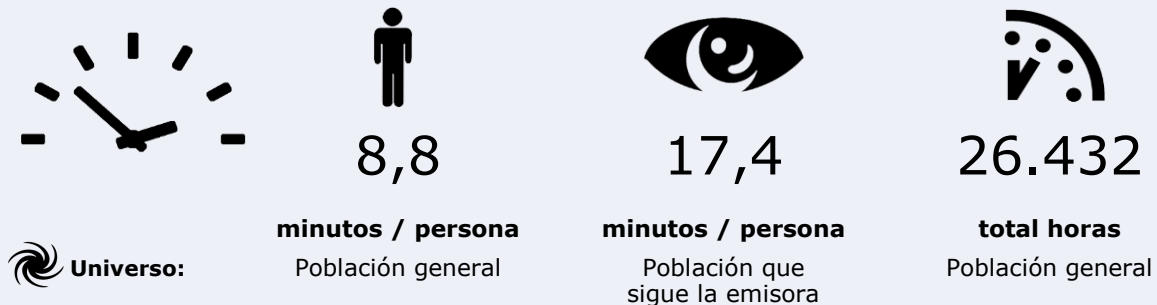 8,8
17,4
26.432
minutos / persona
minutos / persona
total horas
Universo:
Población general
Población que
sigue la emisora
Población general